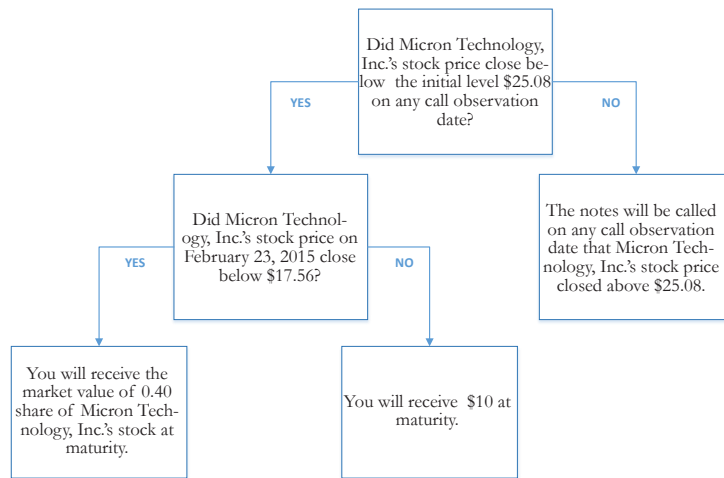 Did Micron Technology,
Inc.'s stock price close be-
low the initial level $25.08
on any call observation
date?
YES
NO
Did Micron Technol-
ogy, Inc.'s stock price on
February 23, 2015 close
below $17.56?
The notes will be called
on any call observation
date that Micron Tech-
nology, Inc.'s stock price
closed above $25.08.
YES
NO
You will receive the
market value of 0.40
share of Micron Tech-
nology, Inc.'s stock at
maturity.
You will receive $10 at
maturity.